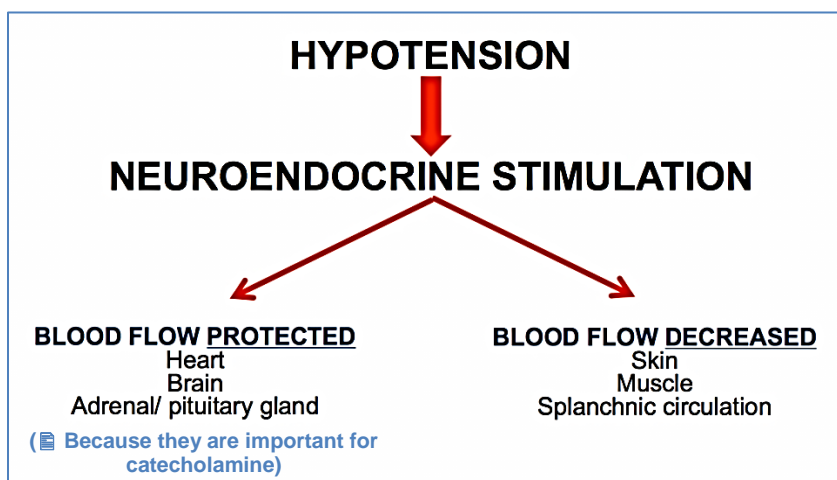 HYPOTENSION
NEUROENDOCRINE STIMULATION
BLOOD FLOW PROTECTED
Heart
Brain
Adrenal/ pituitary gland
( Because they are important for
catecholamine)
BLOOD FLOW DECREASED
Skin
Muscle
Splanchnic circulation